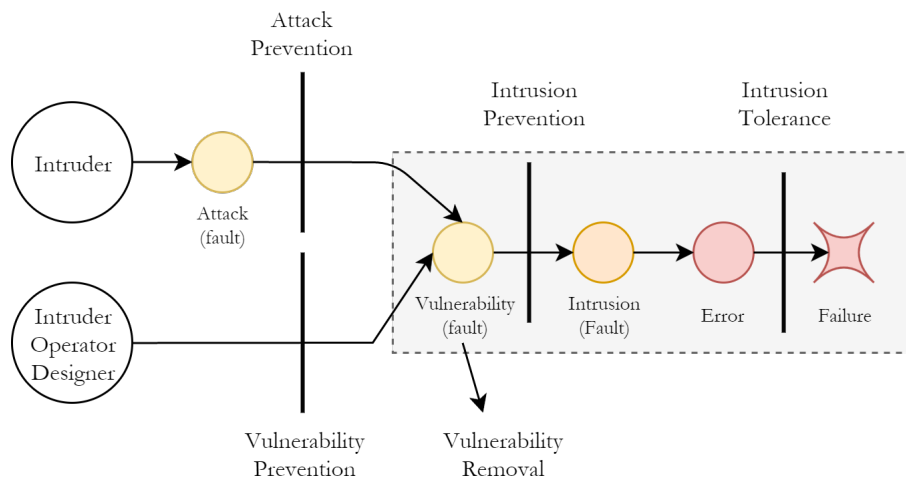 Attack
Prevention
Intrusion
Prevention
Intrusion
Tolerance
Intruder
Attack
(fault)
Vulnerability
(fault)
Intrusion
(Fault)
Error
Failure
Intruder
Operator
Designer
Vulnerability
Prevention
Vulnerability
Removal